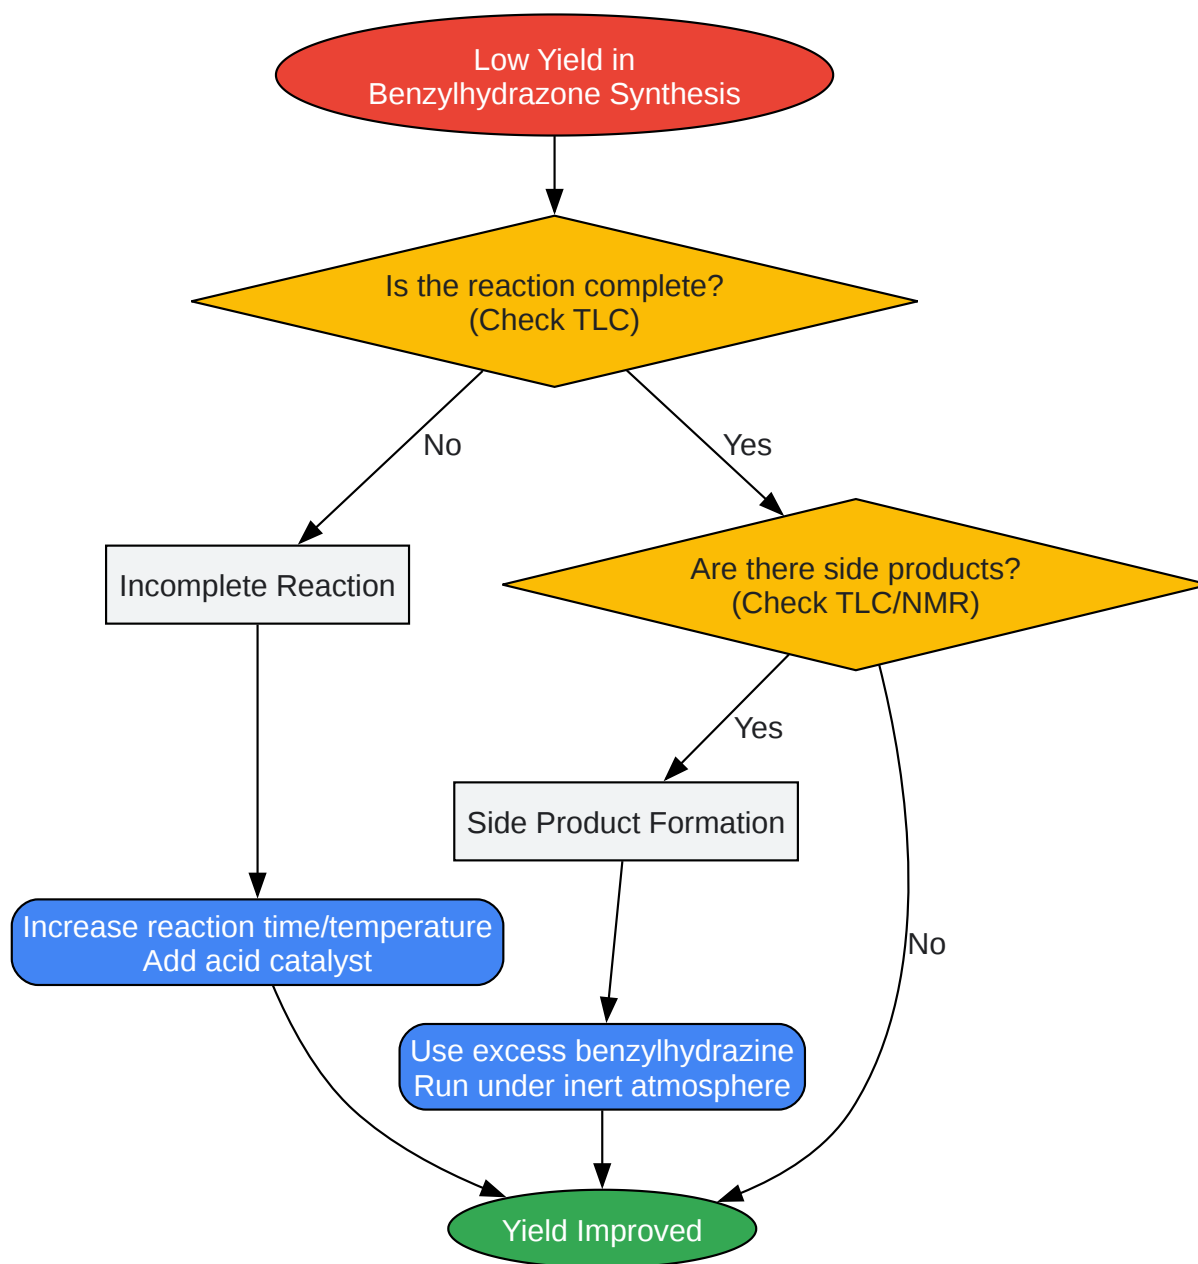 Low Yield in
Benzylhydrazone Synthesis
Is the reaction complete?
(Check TLC)
No
Yes
Incomplete Reaction
Are there side products?
(Check TLC/NMR)
Yes
Side Product Formation
Increase reaction time/temperature
Add acid catalyst
No
Use excess benzylhydrazine
Run under inert atmosphere
Yield Improved